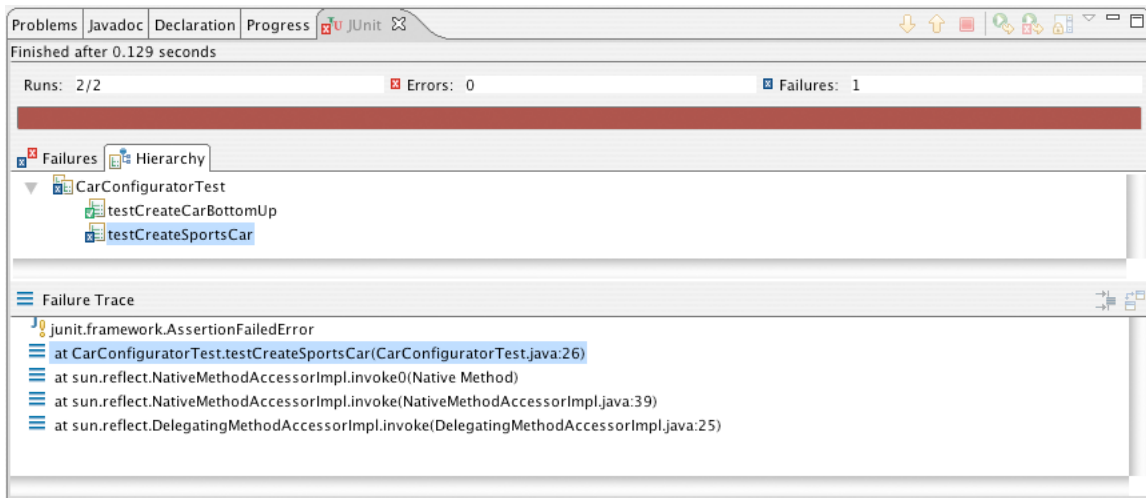 Problems Javadoc Declaration Progress JUnit
Finished after 0.129 seconds
Runs: 2/2 Errors: 0 Failures: 1
Failures Hierarchy
CarConfiguratorTest
testCreateCarBottomUp
testCreateSportsCar
Failure Trace
junit.framework.AssertionFailedError
at CarConfiguratorTest.testCreateSportsCar(CarConfiguratorTest.java:26)
at sun.reflect.NativeMethodAccessorImpl.invoke0(Native Method)
at sun.reflect.NativeMethodAccessorImpl.invoke(NativeMethodAccessorImpl.java:39)
at sun.reflect.DelegatingMethodAccessorImpl.invoke(DelegatingMethodAccessorImpl.java:25)